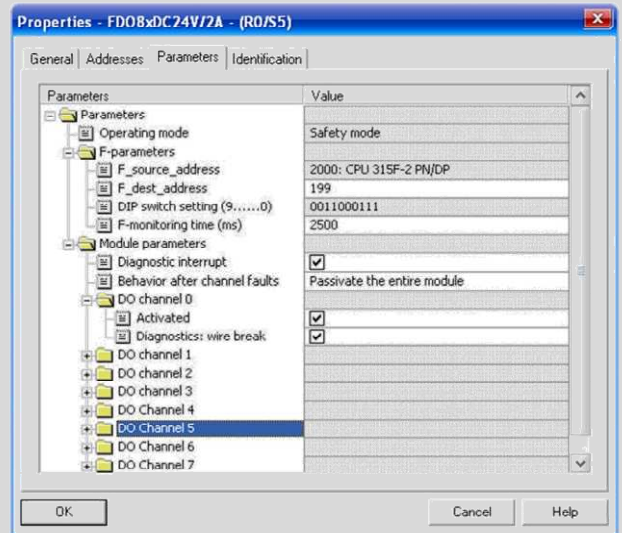 Properties - FDO8xDC24V/2A - (R0/S5)
General Addresses Parameters Identification
Parameters Value
Parameters
Operating mode Safety mode
F-parameters
F_source_address 2000: CPU 315F-2 PN/DP
F_dest_address 199
DIP switch setting (9......0) 0011000111
F-monitoring time (ms) 2500
Module parameters
Diagnostic interrupt
Behavior after channel faults Passivate the entire module
DO channel 0
Activated
Diagnostics: wire break
DO channel 1
DO channel 2
DO channel 3
DO Channel 4
DO Channel 5
DO Channel 6
DO Channel 7
OK Cancel Help